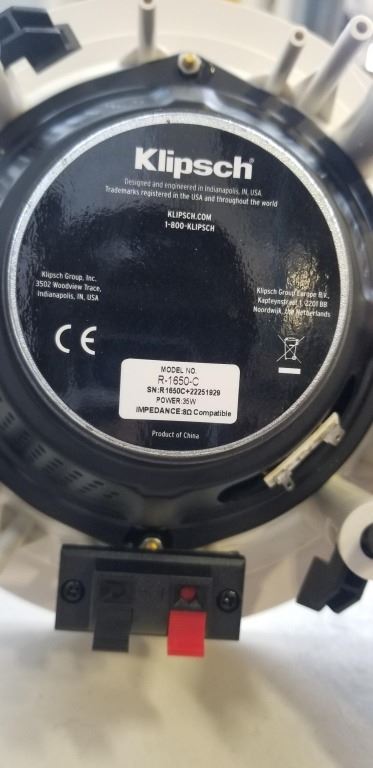 Klipsch
Designed and engineered in Indianapolis, IN, USA.
Trademarks registered in the USA and throughout the world
KLIPSCH.COM
1-800-KLIPSCH
Klipsch Group, Inc.
3502 Woodview Trace,
Indianapolis, IN, USA
Klipsch Group Europe B.V.,
Kapteynstraat 1, 2201 BB
Noordwijk, the Netherlands
CE
MODEL NO.
R-1650-C
SN:R1650C+22251929
POWER:35W
IMPEDANCE:8Ω Compatible
Product of China